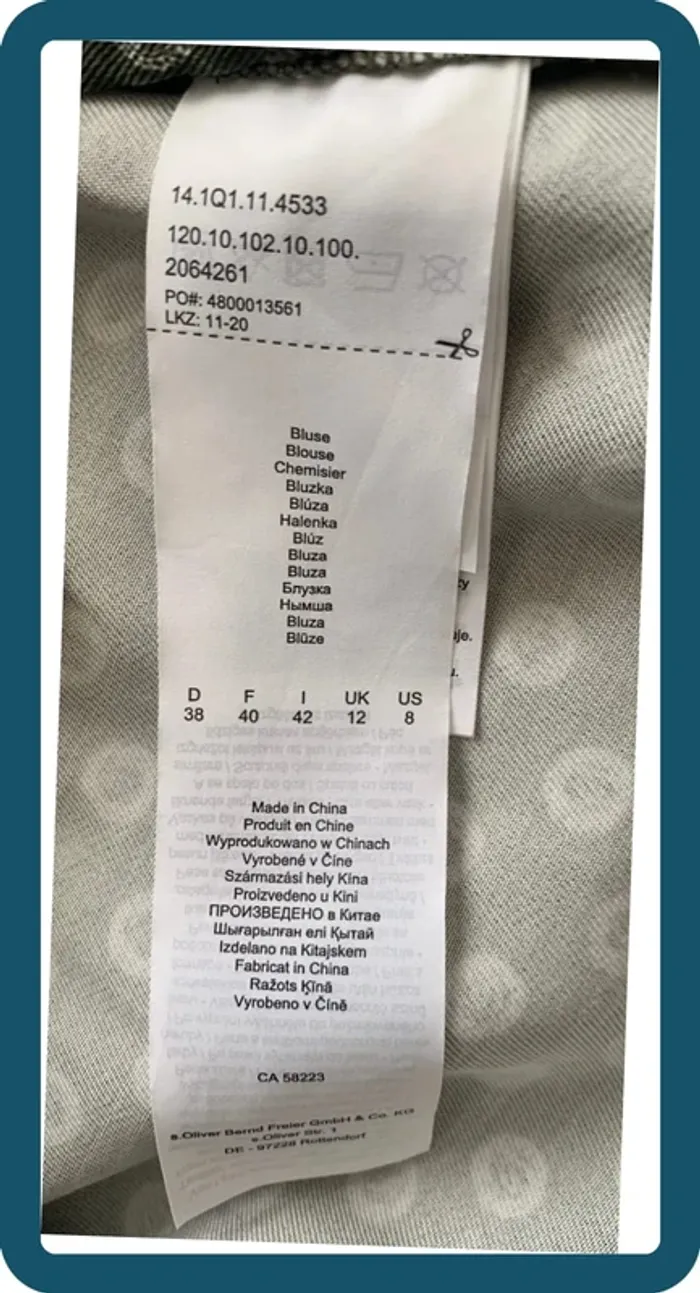 14.1Q1.11.4533
120.10.102.10.100.
2064261
PO#: 4800013561
LKZ: 11-20
Bluse
Blouse
Chemisier
Bluzka
Blúza
Halenka
Blúz
Bluza
Bluza
Блузка
Нымша
Bluza
Blūze
D F I UK US
38 40 42 12 8
Made in China
Produit en Chine
Wyprodukowano w Chinach
Vyrobené v Číne
Származási hely Kína
Proizvedeno u Kini
ПРОИЗВЕДЕНО в Китае
Шығарылған елі Қытай
Izdelano na Kitajskem
Fabricat in China
Ražots Ķīnā
Vyrobeno v Číně
CA 58223
s.Oliver Bernd Freier GmbH & Co. KG
s.Oliver Str. 1
DE - 97228 Rottendorf